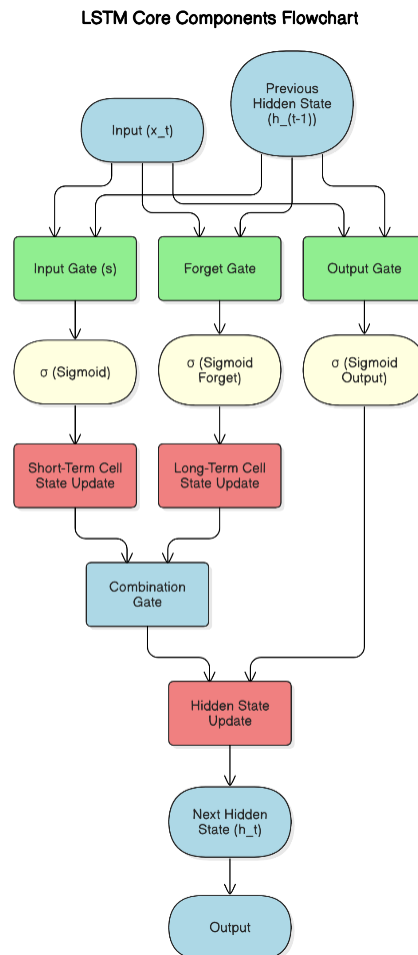 LSTM Core Components Flowchart
Previous
Hidden State
(h_(t-1))
Input (x_t)
Input Gate (s)
Forget Gate
Output Gate
σ (Sigmoid)
σ (Sigmoid
Forget)
σ (Sigmoid
Output)
Short-Term Cell
State Update
Long-Term Cell
State Update
Combination
Gate
Hidden State
Update
Next Hidden
State (h_t)
Output